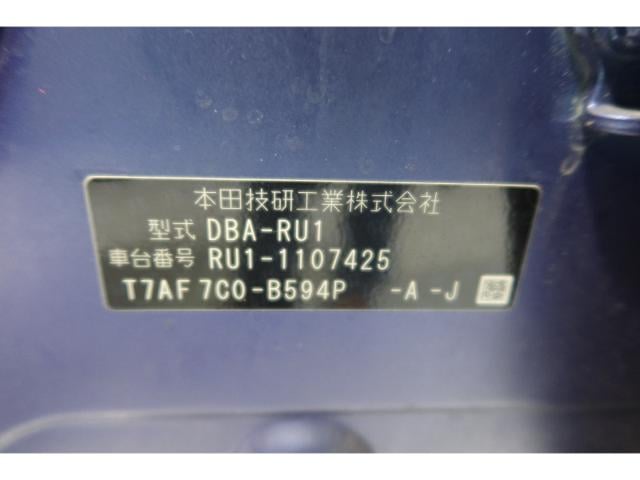 本田技研工業株式会社
型式 DBA-RU1
車台番号 RU1-1107425
T7AF 7C0-B594P -A -J